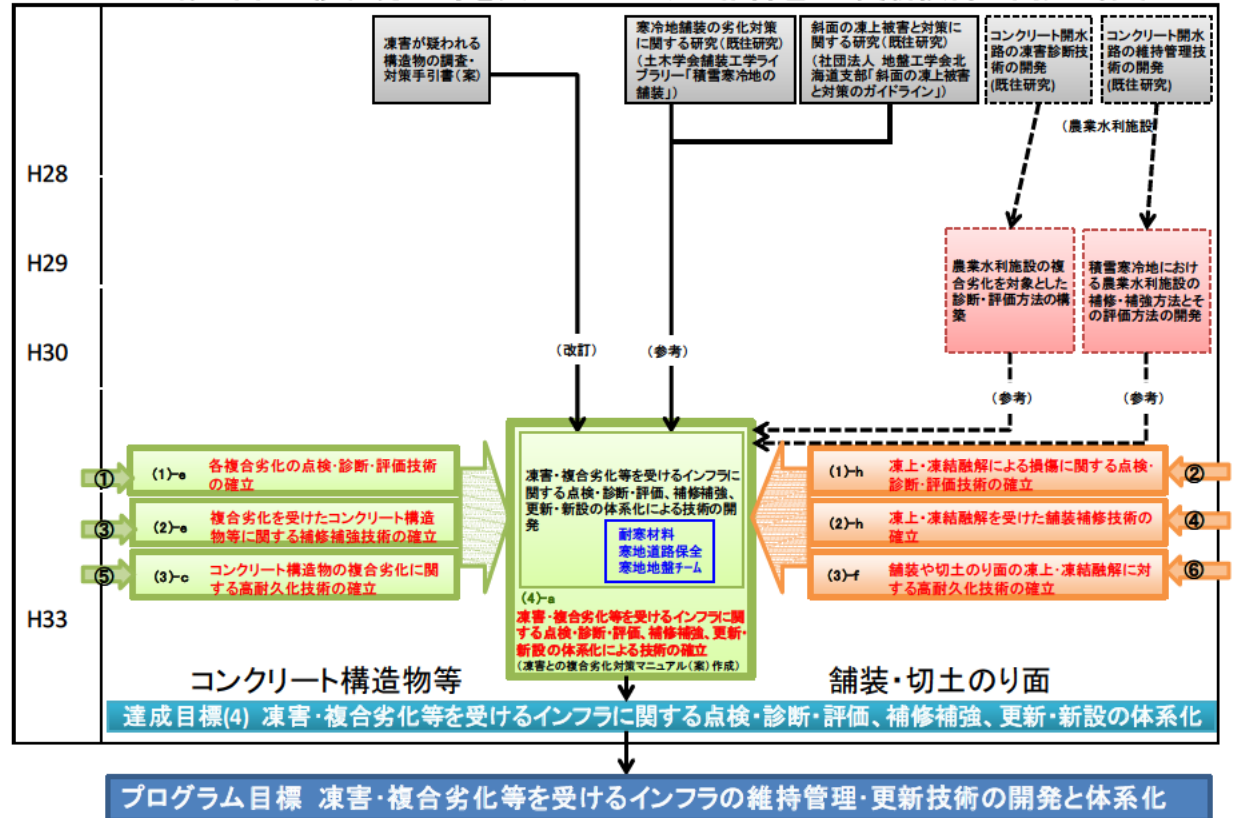 凍害が疑われる
構造物の調査・
対策手引書（案）
寒冷地舗装の劣化対策
に関する研究（既往研究）
（土木学会舗装工学ライ
ブラリー「積雪寒冷地の
舗装」）
斜面の凍上被害と対策に
関する研究（既往研究）
（社団法人 地盤工学会北
海道支部「斜面の凍上被害
と対策のガイドライン」）
コンクリート開水
路の凍害診断技
術の開発
(既往研究)
コンクリート開水
路の維持管理技
術の開発
(既往研究)
（農業水利施設
H28
H29
H30
H33
農業水利施設の複
合劣化を対象とした
診断・評価方法の構
築
積雪寒冷地におけ
る農業水利施設の
補修・補強方法とそ
の評価方法の開発
（改訂）
（参考）
（参考）
（参考）
①
(1)-e 各複合劣化の点検・診断・評価技術
の確立
③
(2)-e 複合劣化を受けたコンクリート構造
物等に関する補修補強技術の確立
⑤
(3)-c コンクリート構造物の複合劣化に関
する高耐久化技術の確立
凍害・複合劣化等を受けるインフラに
関する点検・診断・評価、補修補強、
更新・新設の体系化による技術の開
発
耐寒材料
寒地道路保全
寒地地盤チーム
(4)-a
凍害・複合劣化等を受けるインフラに関
する点検・診断・評価、補修補強、更新・
新設の体系化による技術の確立
（凍害との複合劣化対策マニュアル（案）作成）
(1)-h 凍上・凍結融解による損傷に関する点検・
診断・評価技術の確立
②
(2)-h 凍上・凍結融解を受けた舗装補修技術の
確立
④
(3)-f 舗装や切土のり面の凍上・凍結融解に対
する高耐久化技術の確立
⑥
コンクリート構造物等
舗装・切土のり面
達成目標(4) 凍害・複合劣化等を受けるインフラに関する点検・診断・評価、補修補強、更新・新設の体系化
プログラム目標 凍害・複合劣化等を受けるインフラの維持管理・更新技術の開発と体系化